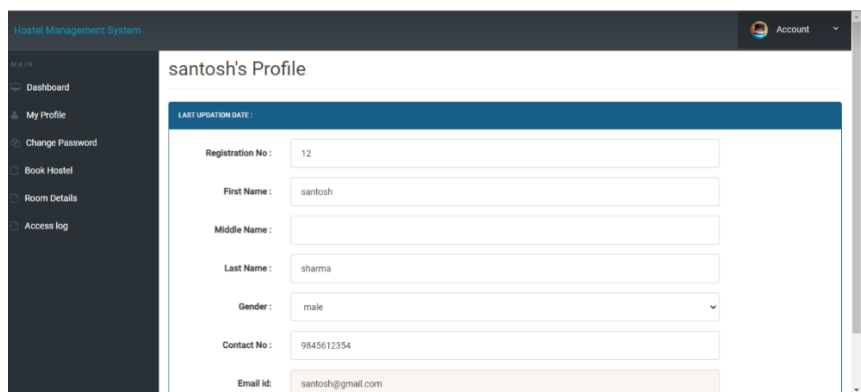 Hostel Management System
Account
MAIN
Dashboard
My Profile
Change Password
Book Hostel
Room Details
Access log
santosh's Profile
LAST UPDATION DATE :
Registration No : 12
First Name : santosh
Middle Name :
Last Name : sharma
Gender : male
Contact No : 9845612354
Email id: santosh@gmail.com